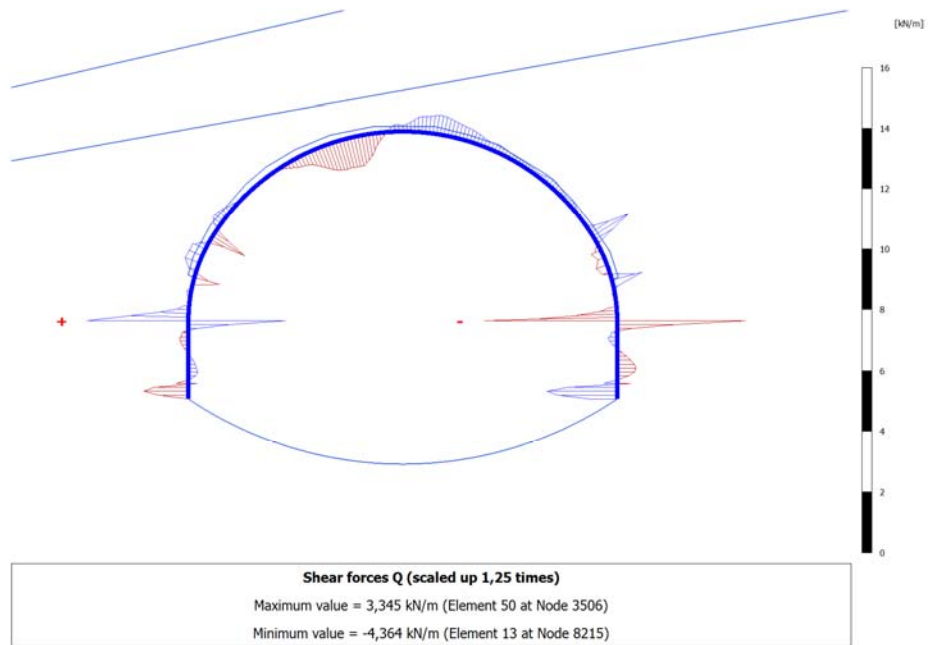 [kN/m]
16
14
12
10
8
6
4
2
0
+
-
Shear forces Q (scaled up 1,25 times)
Maximum value = 3,345 kN/m (Element 50 at Node 3506)
Minimum value = -4,364 kN/m (Element 13 at Node 8215)